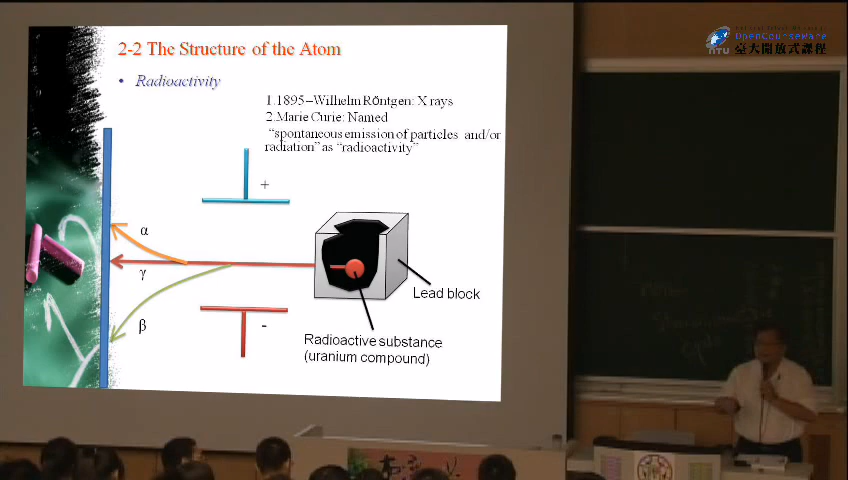 2-2 The Structure of the Atom
• Radioactivity
1.1895–Wilhelm Röntgen: X rays
2.Marie Curie: Named
“spontaneous emission of particles and/or
radiation” as “radioactivity”
+
α
γ
β
-
Lead block
Radioactive substance
(uranium compound)
NTU
OpenCourseWare
臺大開放式課程